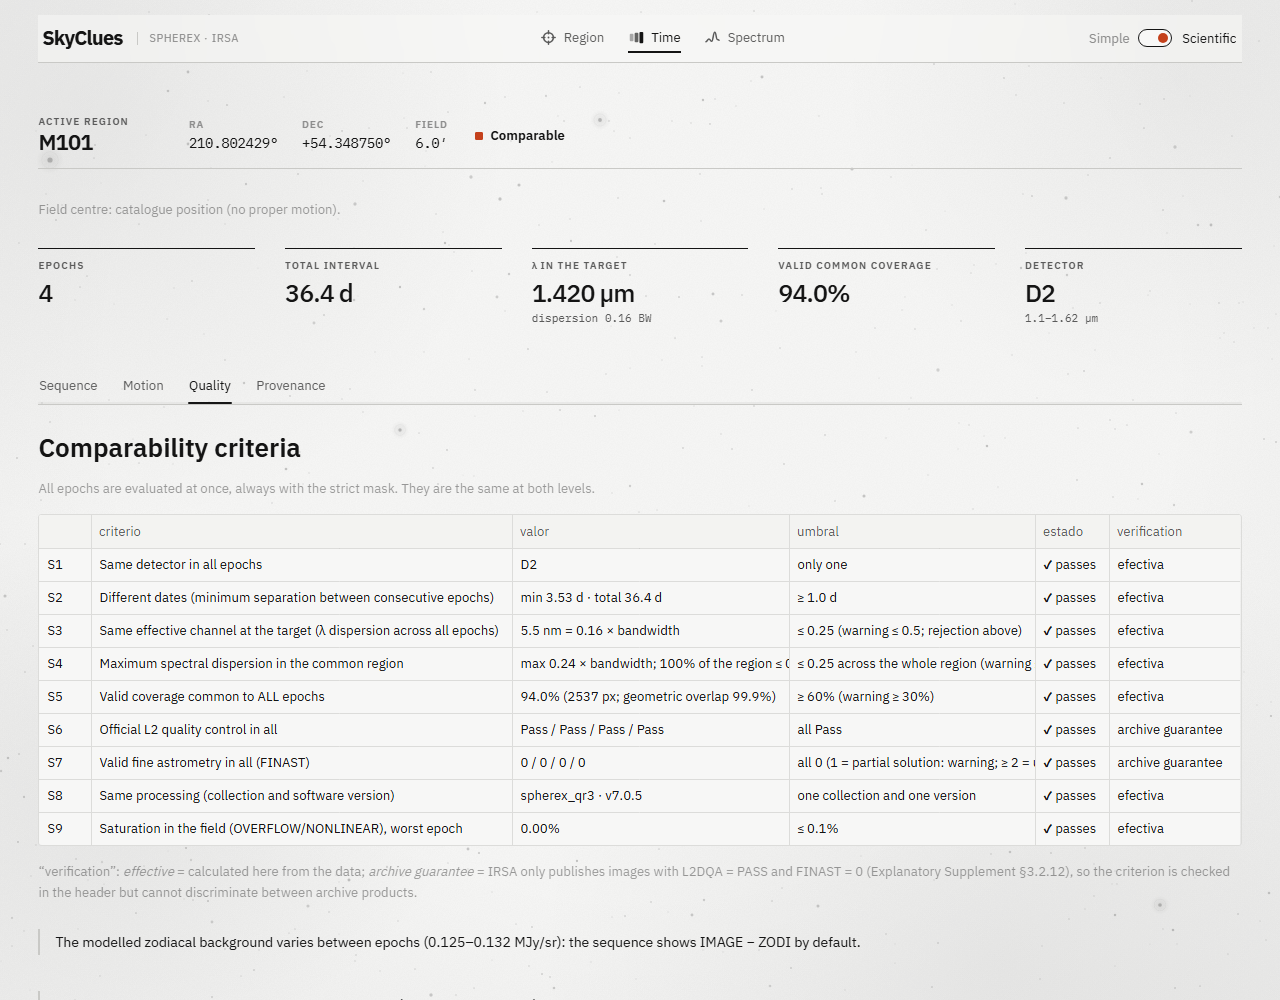 SkyClues SPHEREX · IRSA Region Time Spectrum Simple Scientific
ACTIVE REGION
M101
RA DEC FIELD
210.802429° +54.348750° 6.0′
Comparable
Field centre: catalogue position (no proper motion).
EPOCHS TOTAL INTERVAL λ IN THE TARGET VALID COMMON COVERAGE DETECTOR
4 36.4 d 1.420 µm 94.0% D2
dispersion 0.16 BW 1.1–1.62 µm
Sequence Motion Quality Provenance
Comparability criteria
All epochs are evaluated at once, always with the strict mask. They are the same at both levels.
criterio valor umbral estado verification
S1 Same detector in all epochs D2 only one ✓ passes efectiva
S2 Different dates (minimum separation between consecutive epochs) min 3.53 d · total 36.4 d ≥ 1.0 d ✓ passes efectiva
S3 Same effective channel at the target (λ dispersion across all epochs) 5.5 nm = 0.16 × bandwidth ≤ 0.25 (warning ≤ 0.5; rejection above) ✓ passes efectiva
S4 Maximum spectral dispersion in the common region max 0.24 × bandwidth; 100% of the region ≤ ≤ 0.25 across the whole region (warning ✓ passes efectiva
S5 Valid coverage common to ALL epochs 94.0% (2537 px; geometric overlap 99.9%) ≥ 60% (warning ≥ 30%) ✓ passes efectiva
S6 Official L2 quality control in all Pass / Pass / Pass / Pass all Pass ✓ passes archive guarantee
S7 Valid fine astrometry in all (FINAST) 0 / 0 / 0 / 0 all 0 (1 = partial solution: warning; ≥ 2 = ✓ passes archive guarantee
S8 Same processing (collection and software version) spherex_qr3 · v7.0.5 one collection and one version ✓ passes efectiva
S9 Saturation in the field (OVERFLOW/NONLINEAR), worst epoch 0.00% ≤ 0.1% ✓ passes efectiva
“verification”: effective = calculated here from the data; archive guarantee = IRSA only publishes images with L2DQA = PASS and FINAST = 0 (Explanatory Supplement §3.2.12), so the criterion is checked
in the header but cannot discriminate between archive products.
The modelled zodiacal background varies between epochs (0.125–0.132 MJy/sr): the sequence shows IMAGE − ZODI by default.